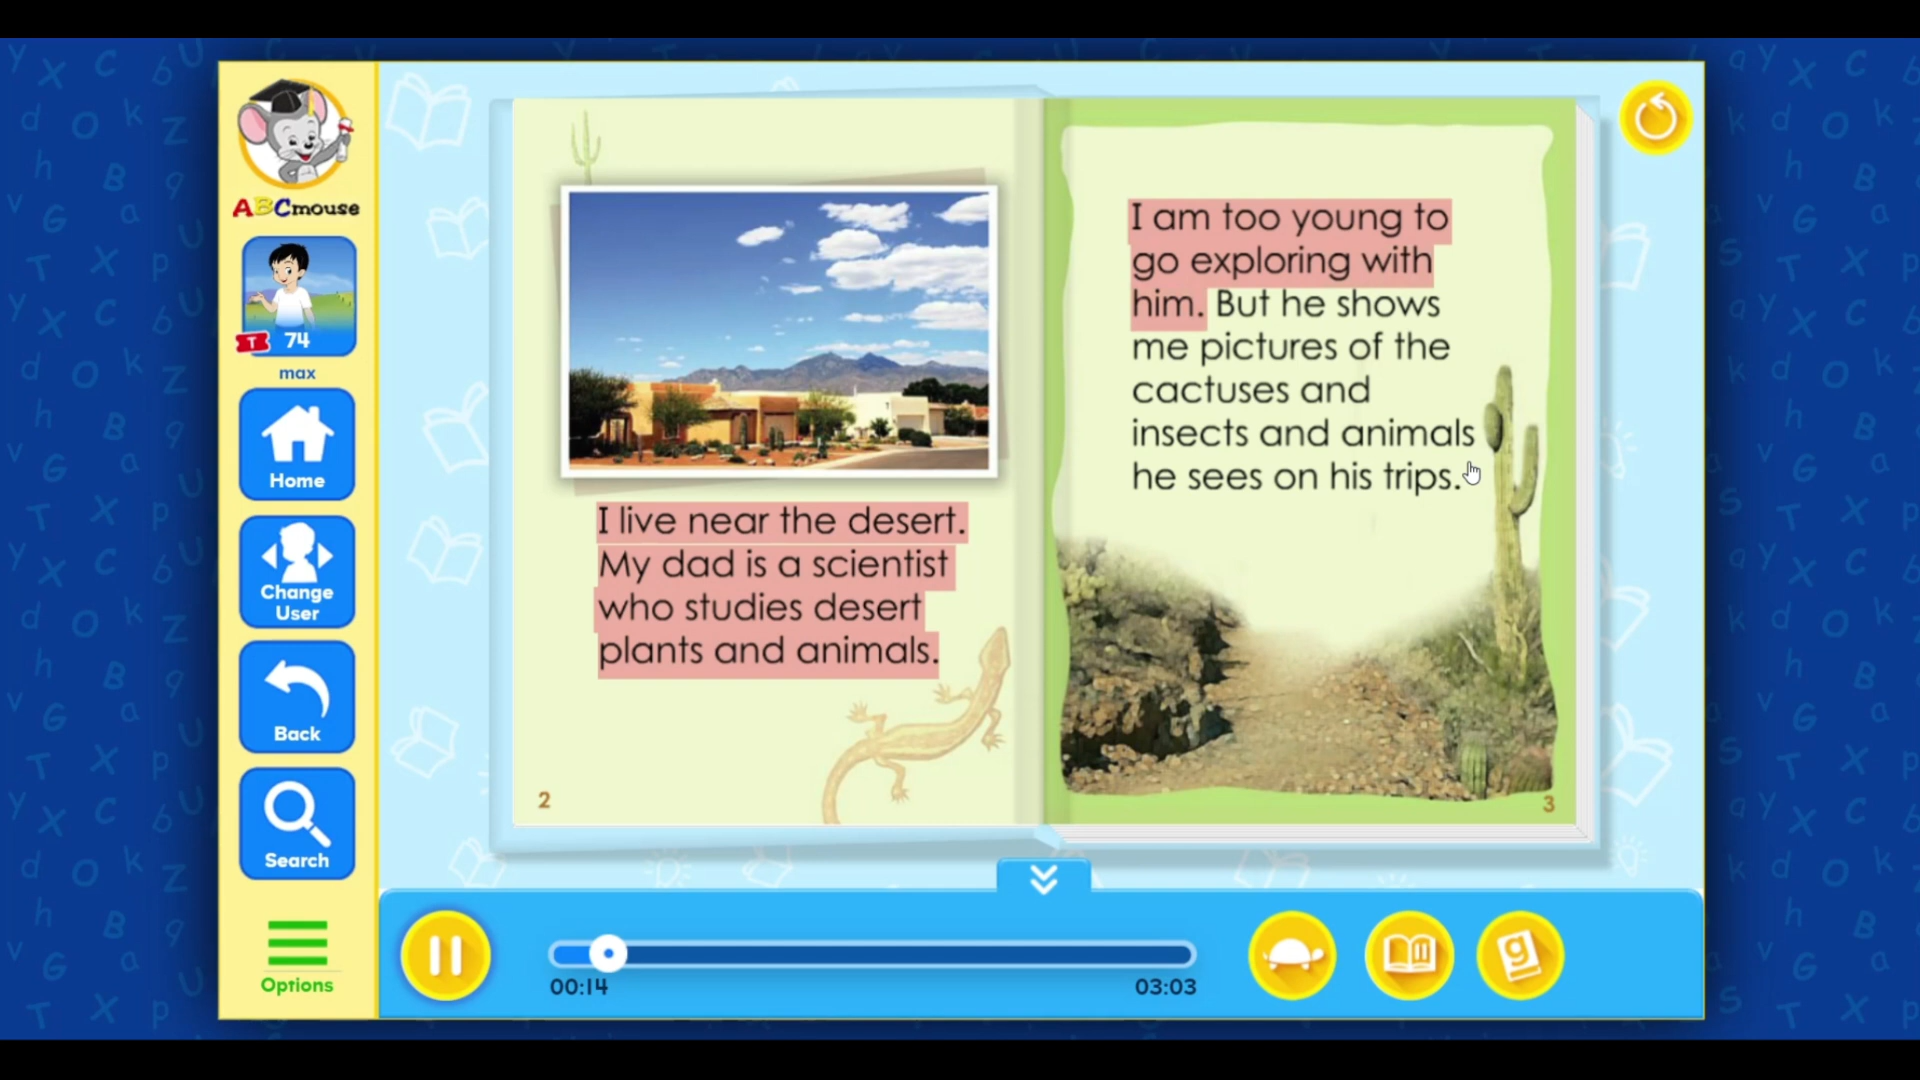 ABCmouse
T 74
max
Home
Change
User
Back
Search
Options
I live near the desert.
My dad is a scientist
who studies desert
plants and animals.
2
I am too young to
go exploring with
him. But he shows
me pictures of the
cactuses and
insects and animals
he sees on his trips.
3
00:14
03:03
g